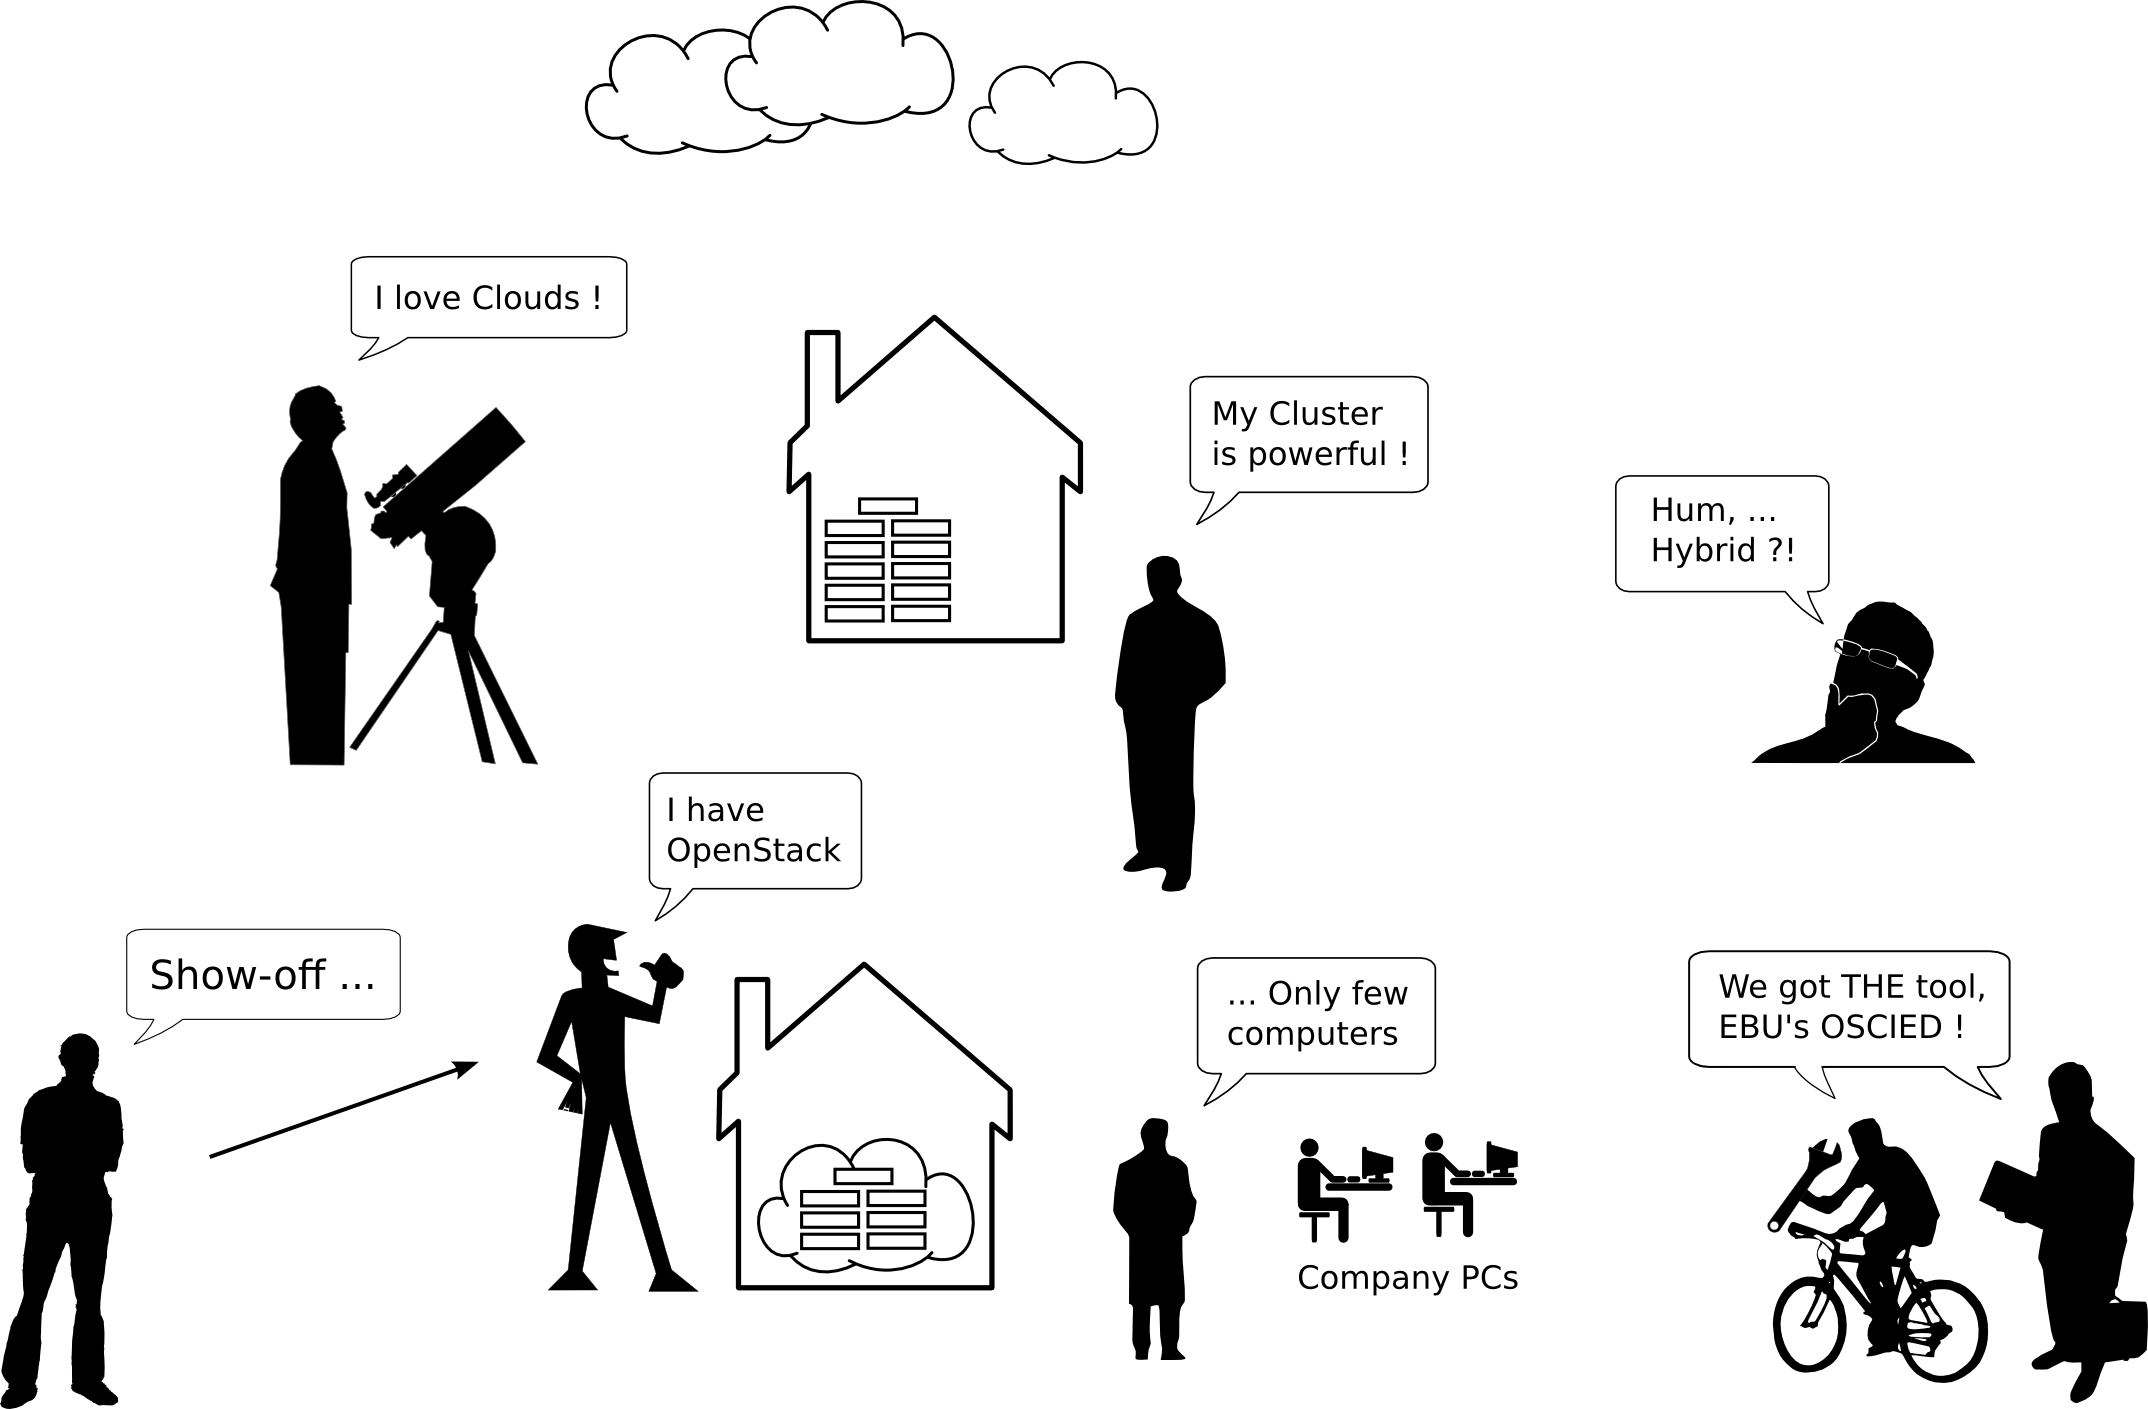 I love Clouds !
My Cluster
is powerful !
Hum, ...
Hybrid ?!
I have
OpenStack
Show-off ...
... Only few
computers
Company PCs
We got THE tool,
EBU's OSCIED !